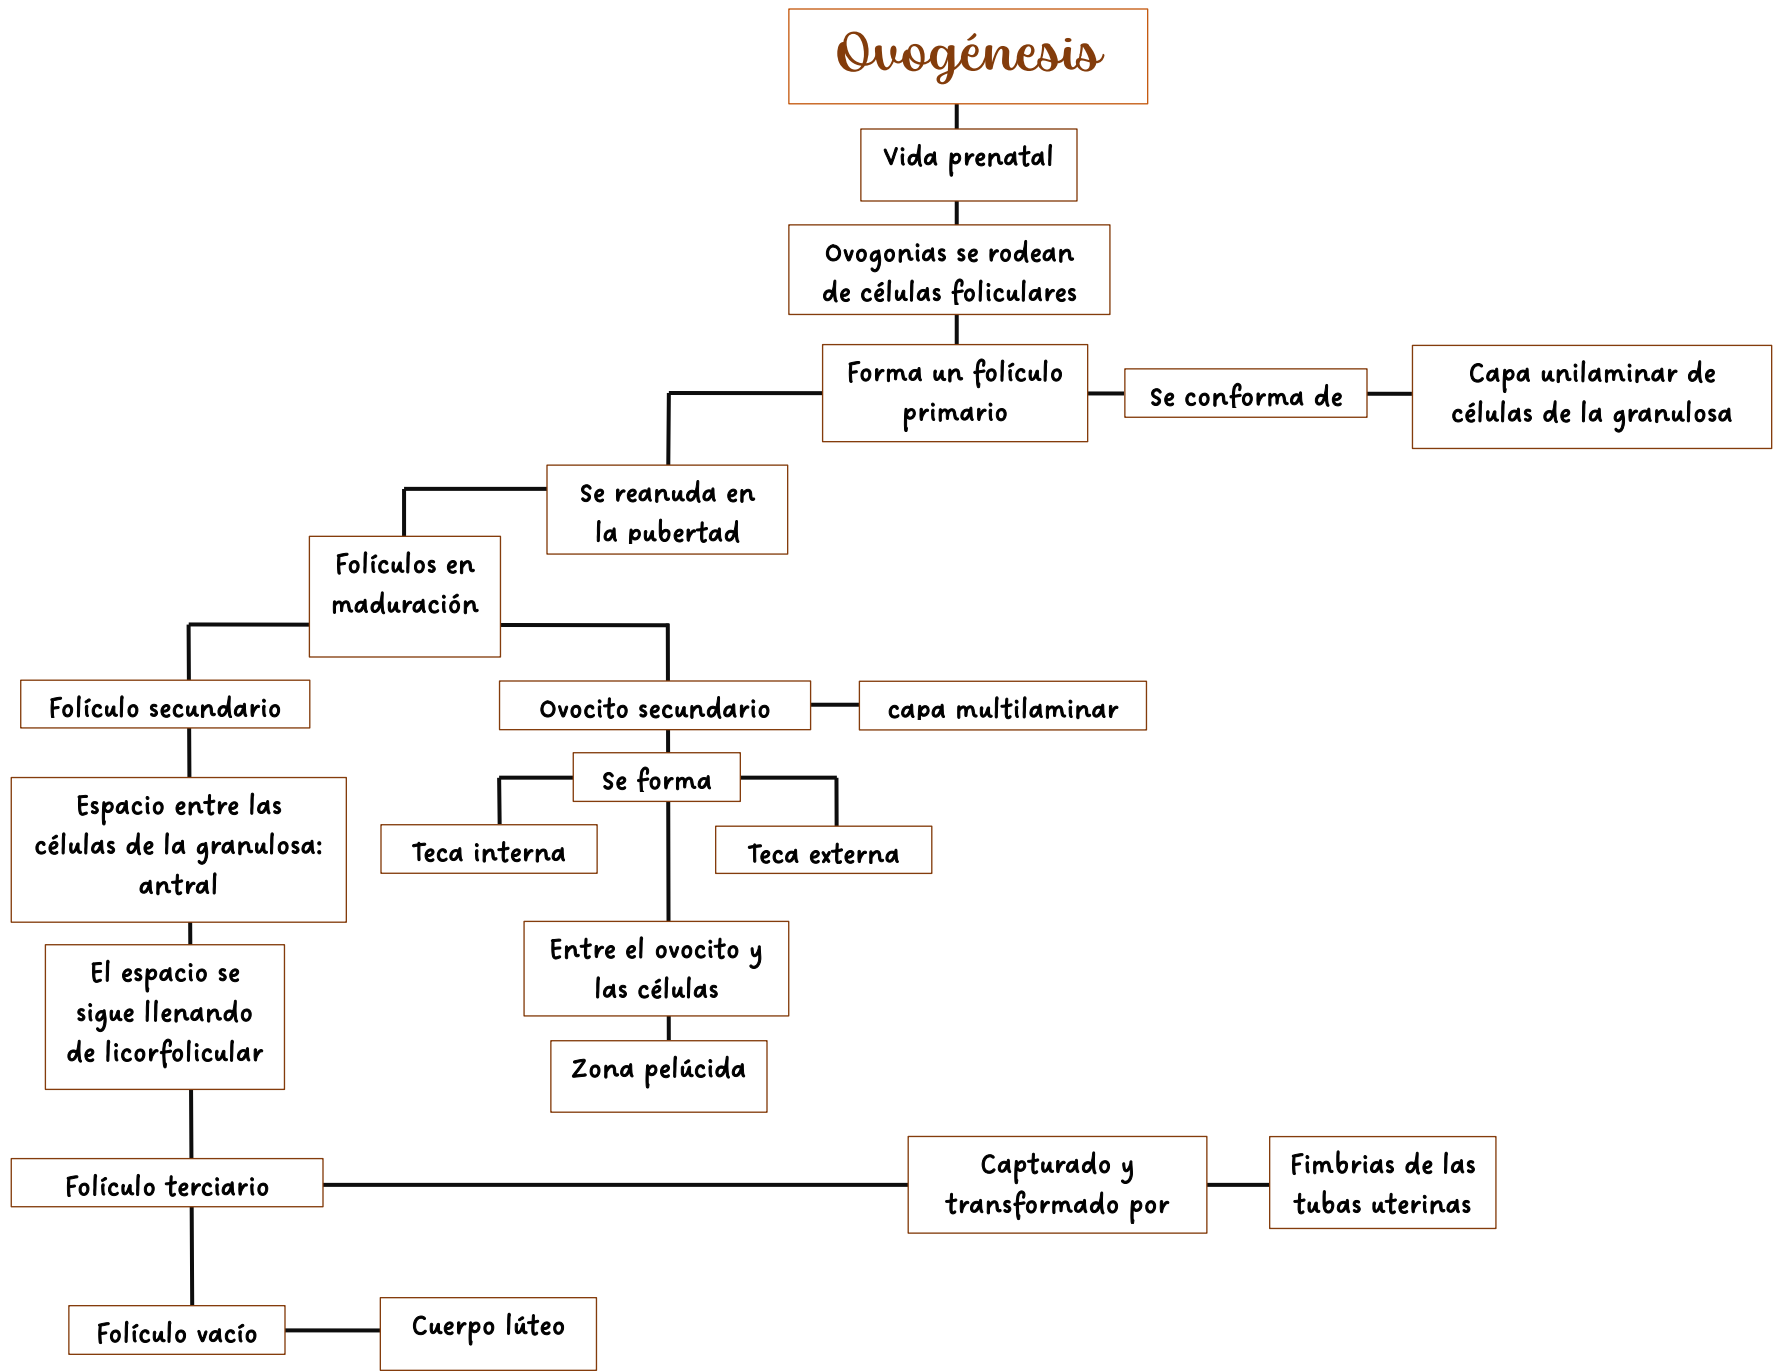 Ovogénesis
Vida prenatal
Ovogonias se rodean
de células foliculares
Forma un folículo
primario
Se conforma de
Capa unilaminar de
células de la granulosa
Se reanuda en
la pubertad
Folículos en
maduración
Folículo secundario
Ovocito secundario
capa multilaminar
Se forma
Espacio entre las
células de la granulosa:
antral
Teca interna
Teca externa
Entre el ovocito y
las células
El espacio se
sigue llenando
de licorfolicular
Zona pelúcida
Folículo terciario
Capturado y
transformado por
Fimbrias de las
tubas uterinas
Folículo vacío
Cuerpo lúteo